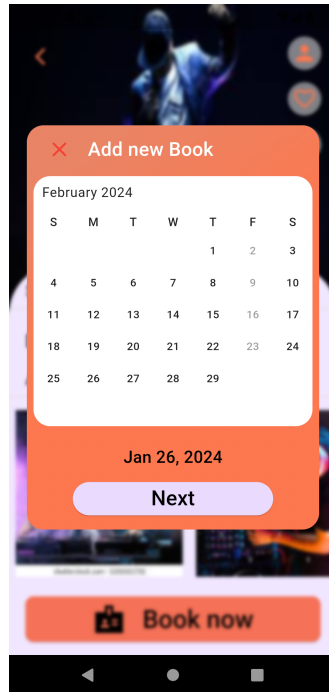 Add new Book
February 2024
S M T W T F S
1 2 3
4 5 6 7 8 9 10
11 12 13 14 15 16 17
18 19 20 21 22 23 24
25 26 27 28 29
Jan 26, 2024
Next
Book now